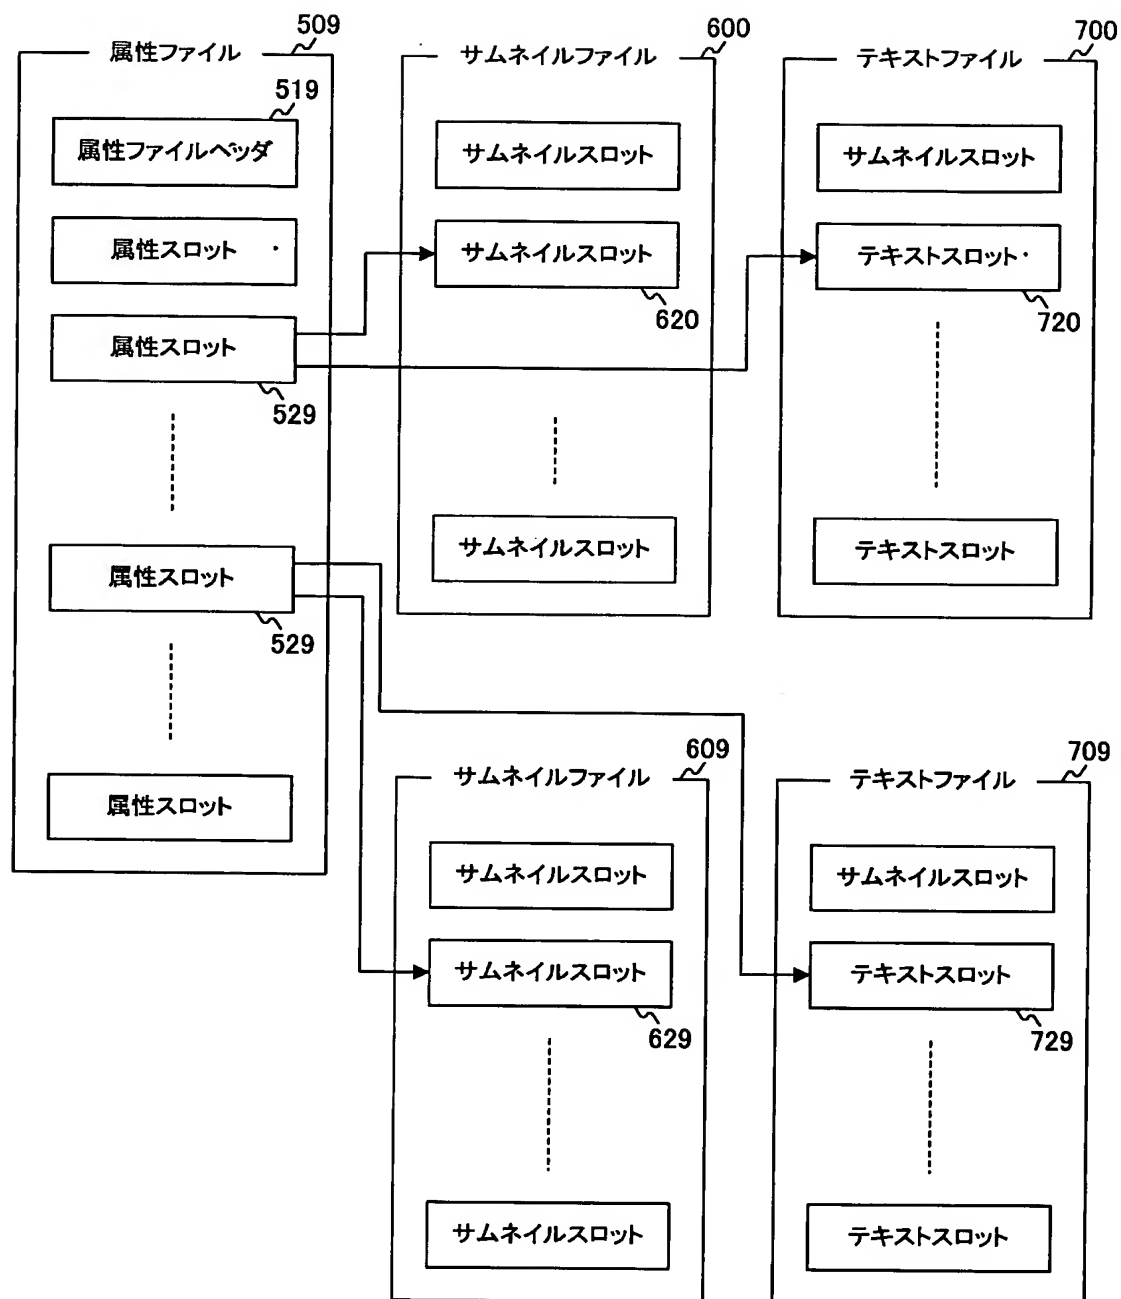 属性ファイル
509
519
属性ファイルヘッダ
属性スロット
属性スロット
529
属性スロット
529
属性スロット
サムネイルファイル
600
サムネイルスロット
サムネイルスロット
620
サムネイルスロット
テキストファイル
700
サムネイルスロット
テキストスロット
720
テキストスロット
サムネイルファイル
609
サムネイルスロット
サムネイルスロット
629
サムネイルスロット
テキストファイル
709
サムネイルスロット
テキストスロット
729
テキストスロット